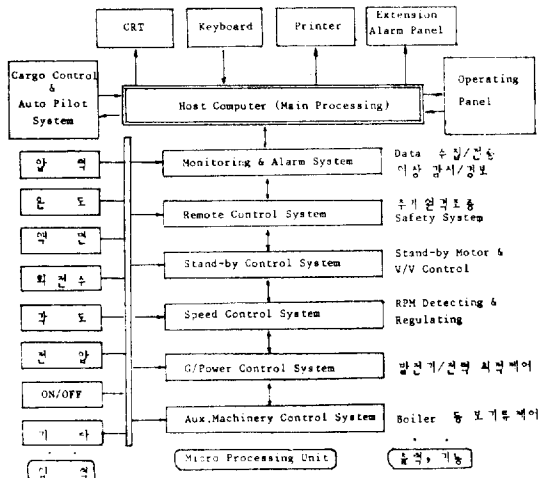 CRT
Keyboard
Printer
Extension
Alarm Panel
Cargo Control
&
Auto Pilot
System
Host Computer (Main Processing)
Operating
Panel
압 력
Monitoring & Alarm System
Data 수집/전송
이상 감시/경보
온 도
Remote Control System
Safety System
액 면
Stand-by Control System
Stand-by Motor &
V/V Control
회 전 수
각 도
Speed Control System
RPM Detecting &
Regulating
전 압
G/Power Control System
발전기/전력 최적제어
ON/OFF
기 타
Aux.Machinery Control System
Boiler 등 보기류제어
입 력
Micro Processing Unit
출력, 기능